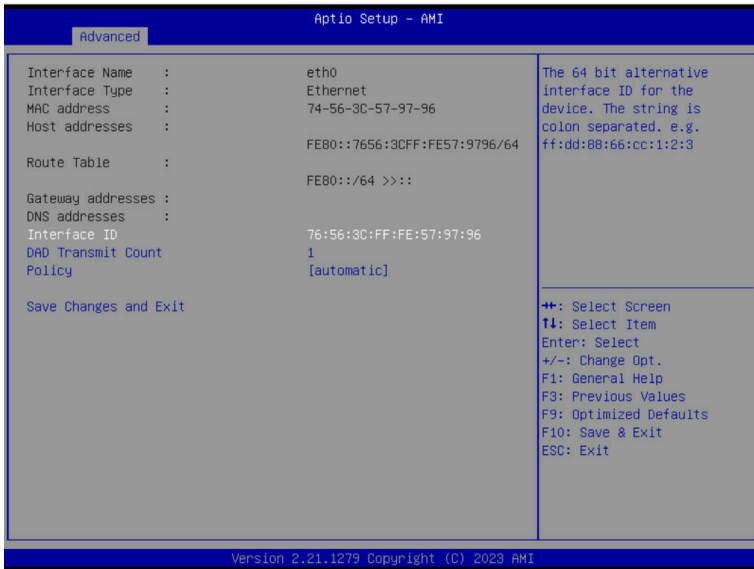 Aptio Setup - AMI
Advanced
Interface Name : eth0
Interface Type : Ethernet
MAC address : 74-56-3C-57-97-96
Host addresses :
FE80::7656:3CFF:FE57:9796/64
Route Table :
FE80::/64 >>::
Gateway addresses :
DNS addresses :
Interface ID 76:56:3C:FF:FE:57:97:96
DAD Transmit Count 1
Policy [automatic]
Save Changes and Exit
The 64 bit alternative
interface ID for the
device. The string is
colon separated. e.g.
ff:dd:88:66:cc:1:2:3
→←: Select Screen
↑↓: Select Item
Enter: Select
+/-: Change Opt.
F1: General Help
F3: Previous Values
F9: Optimized Defaults
F10: Save & Exit
ESC: Exit
Version 2.21.1279 Copyright (C) 2023 AMI